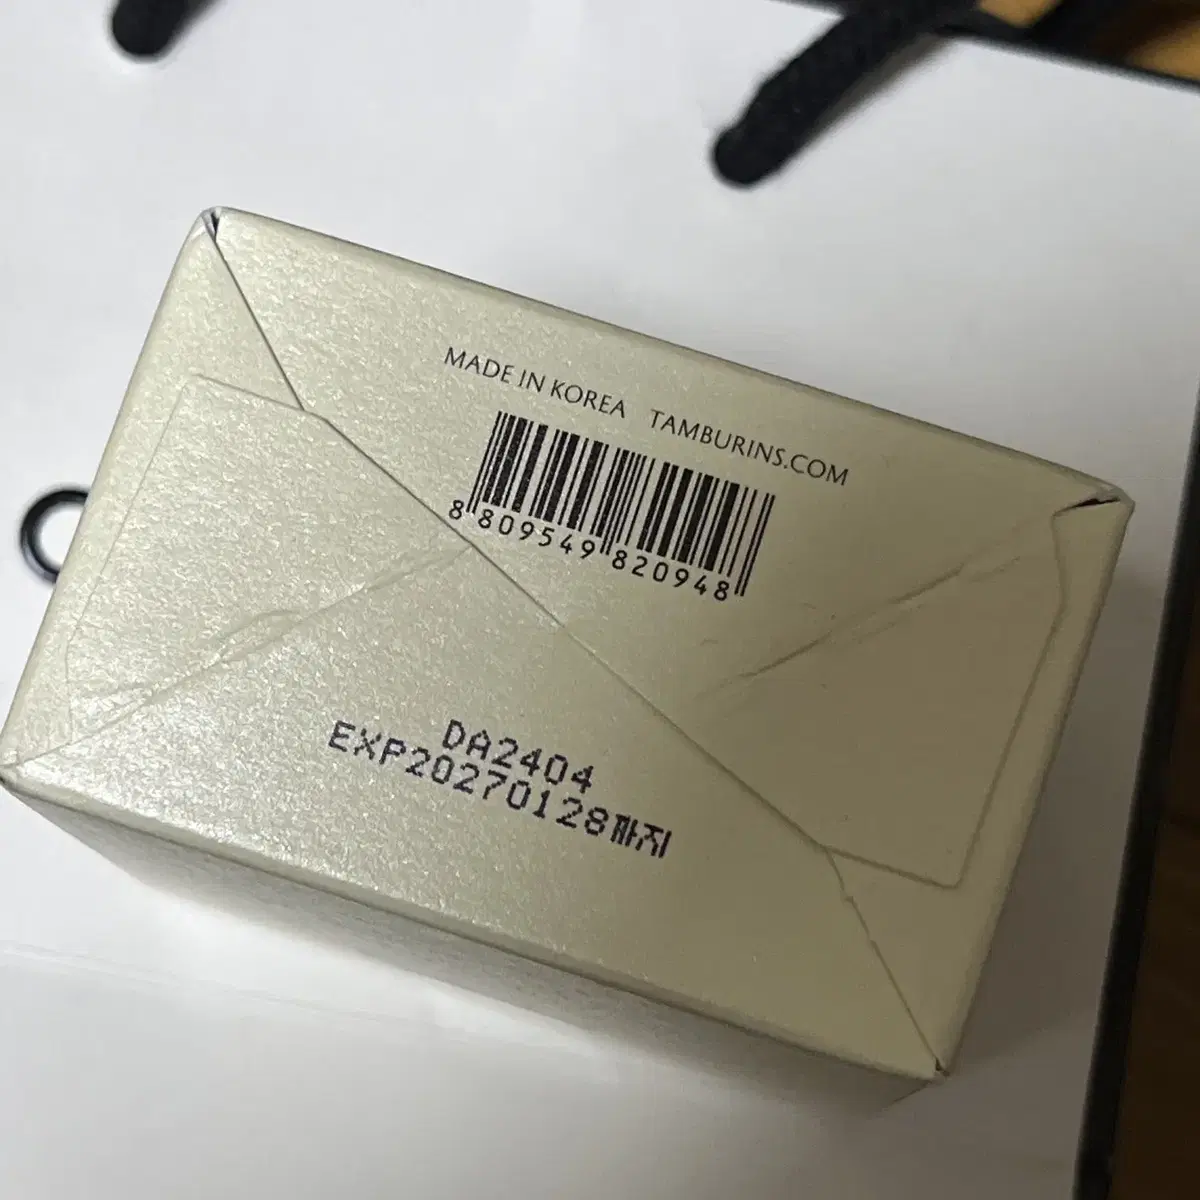 MADE IN KOREA TAMBURINS.COM
8 809549 820948
DA2404
EXP20270128까지